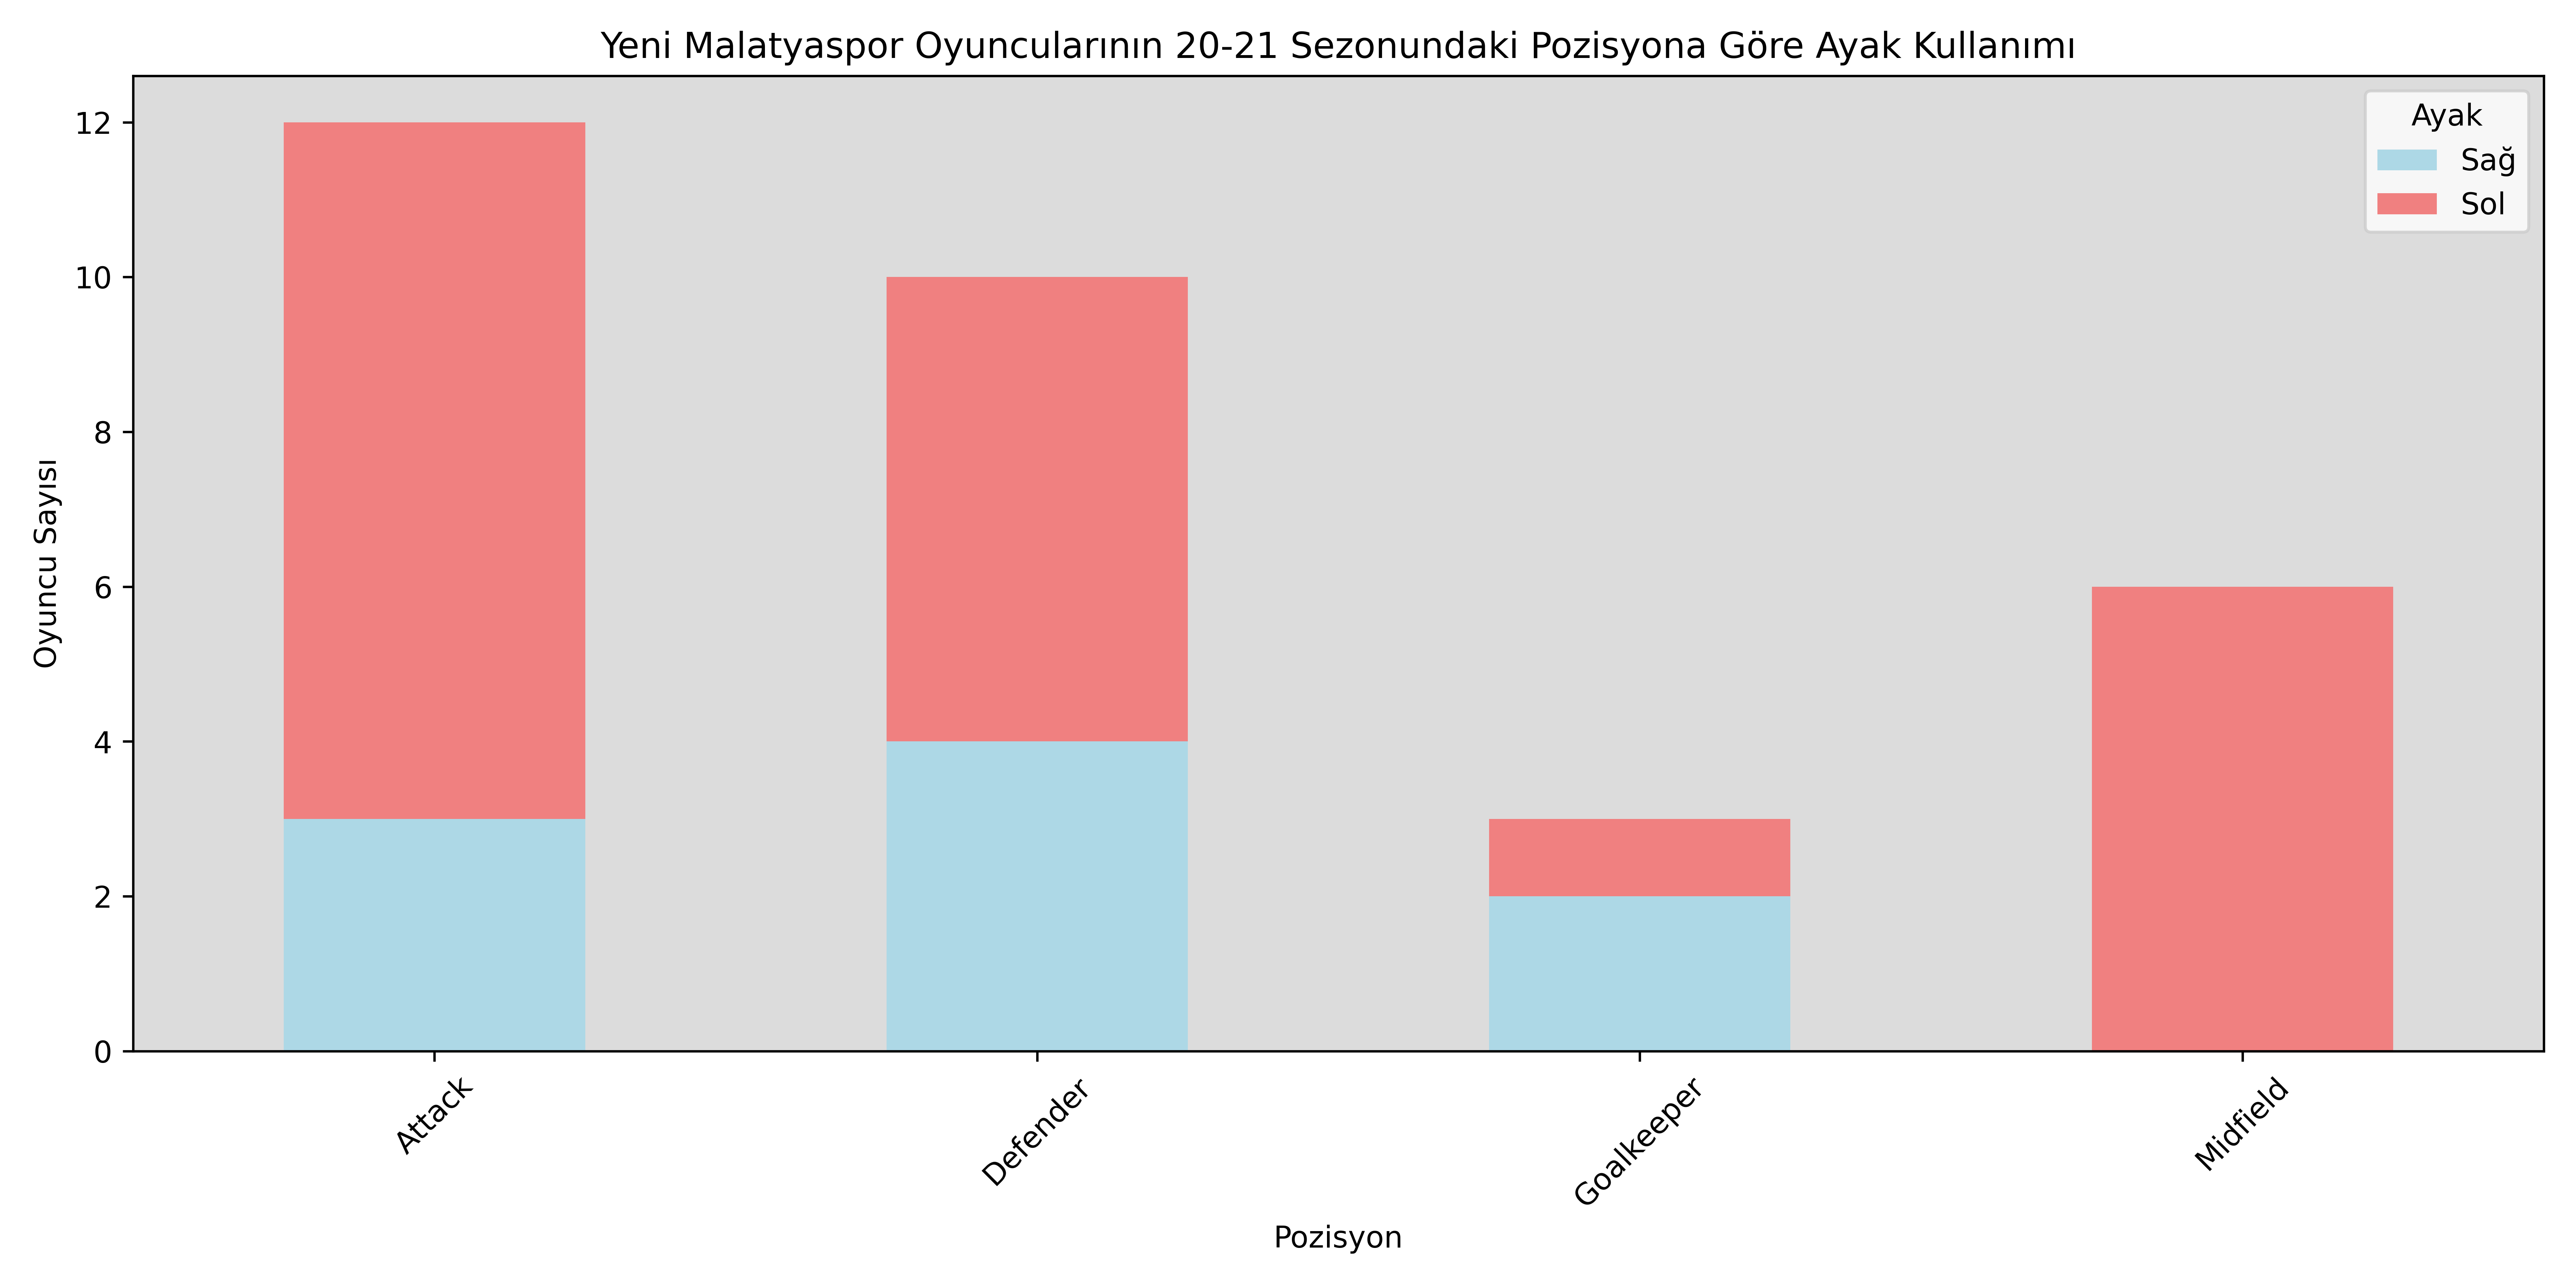 Yeni Malatyaspor Oyuncularının 20-21 Sezonundaki Pozisyona Göre Ayak Kullanımı
Ayak
Sağ
Sol
Oyuncu Sayısı
12
10
8
6
4
2
0
Attack
Defender
Goalkeeper
Midfield
Pozisyon